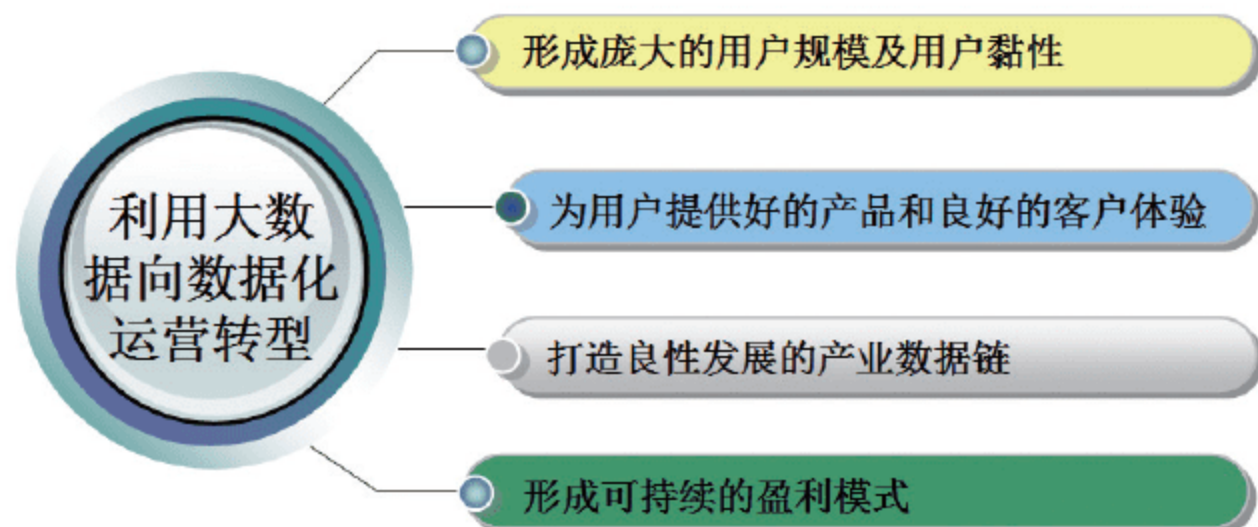 利用大数
据向数据化
运营转型
形成庞大的用户规模及用户黏性
为用户提供好的产品和良好的客户体验
打造良性发展的产业数据链
形成可持续的盈利模式